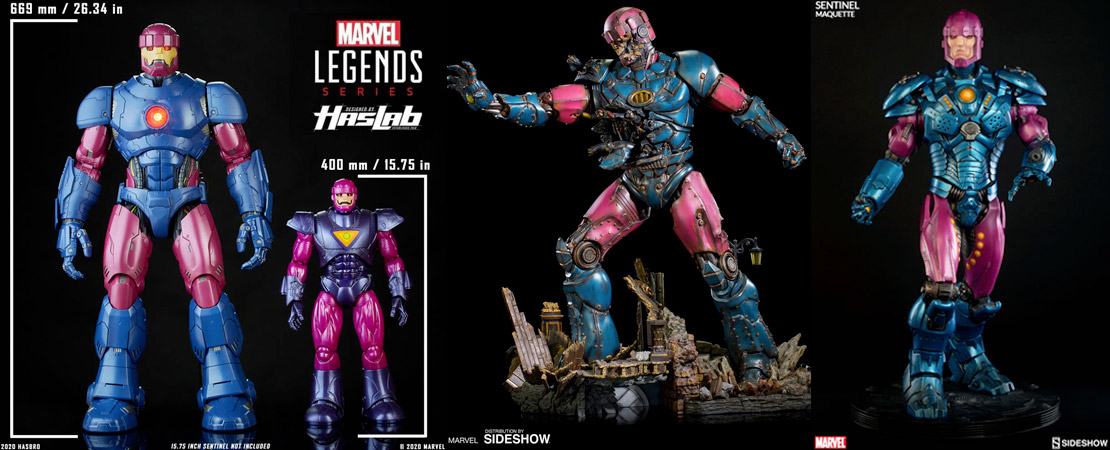 669 mm / 26.34 in
MARVEL
LEGENDS
SERIES
DESIGNED BY
HASLAB
400 mm / 15.75 in
2020 HASBRO
15.75 INCH SENTINEL NOT INCLUDED
© 2020 MARVEL
MARVEL
DISTRIBUTION BY
SIDESHOW
SENTINEL
MAQUETTE
MARVEL
SIDESHOW